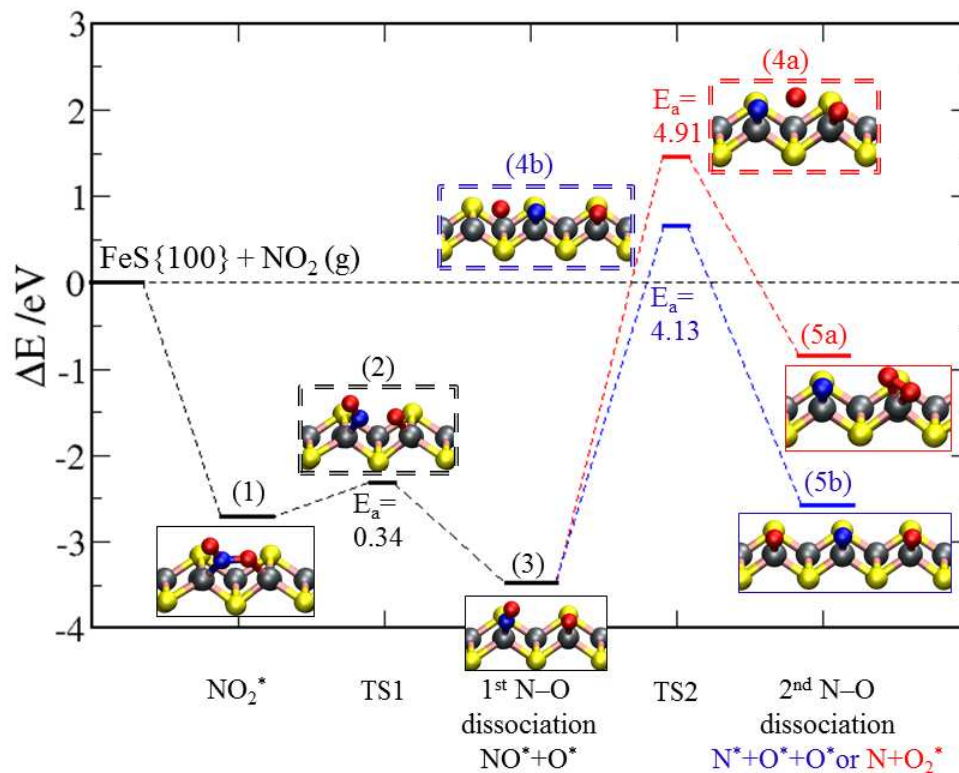 3
2
1
0
-1
-2
-3
-4
ΔE /eV
FeS{100} + NO₂ (g)
(1)
(2)
Eₐ=
0.34
(3)
(4b)
(4a)
Eₐ=
4.91
Eₐ=
4.13
(5a)
(5b)
NO₂*
TS1
1ˢᵗ N–O
dissociation
NO*+O*
TS2
2ⁿᵈ N–O
dissociation
N*+O*+O*or N+O₂*